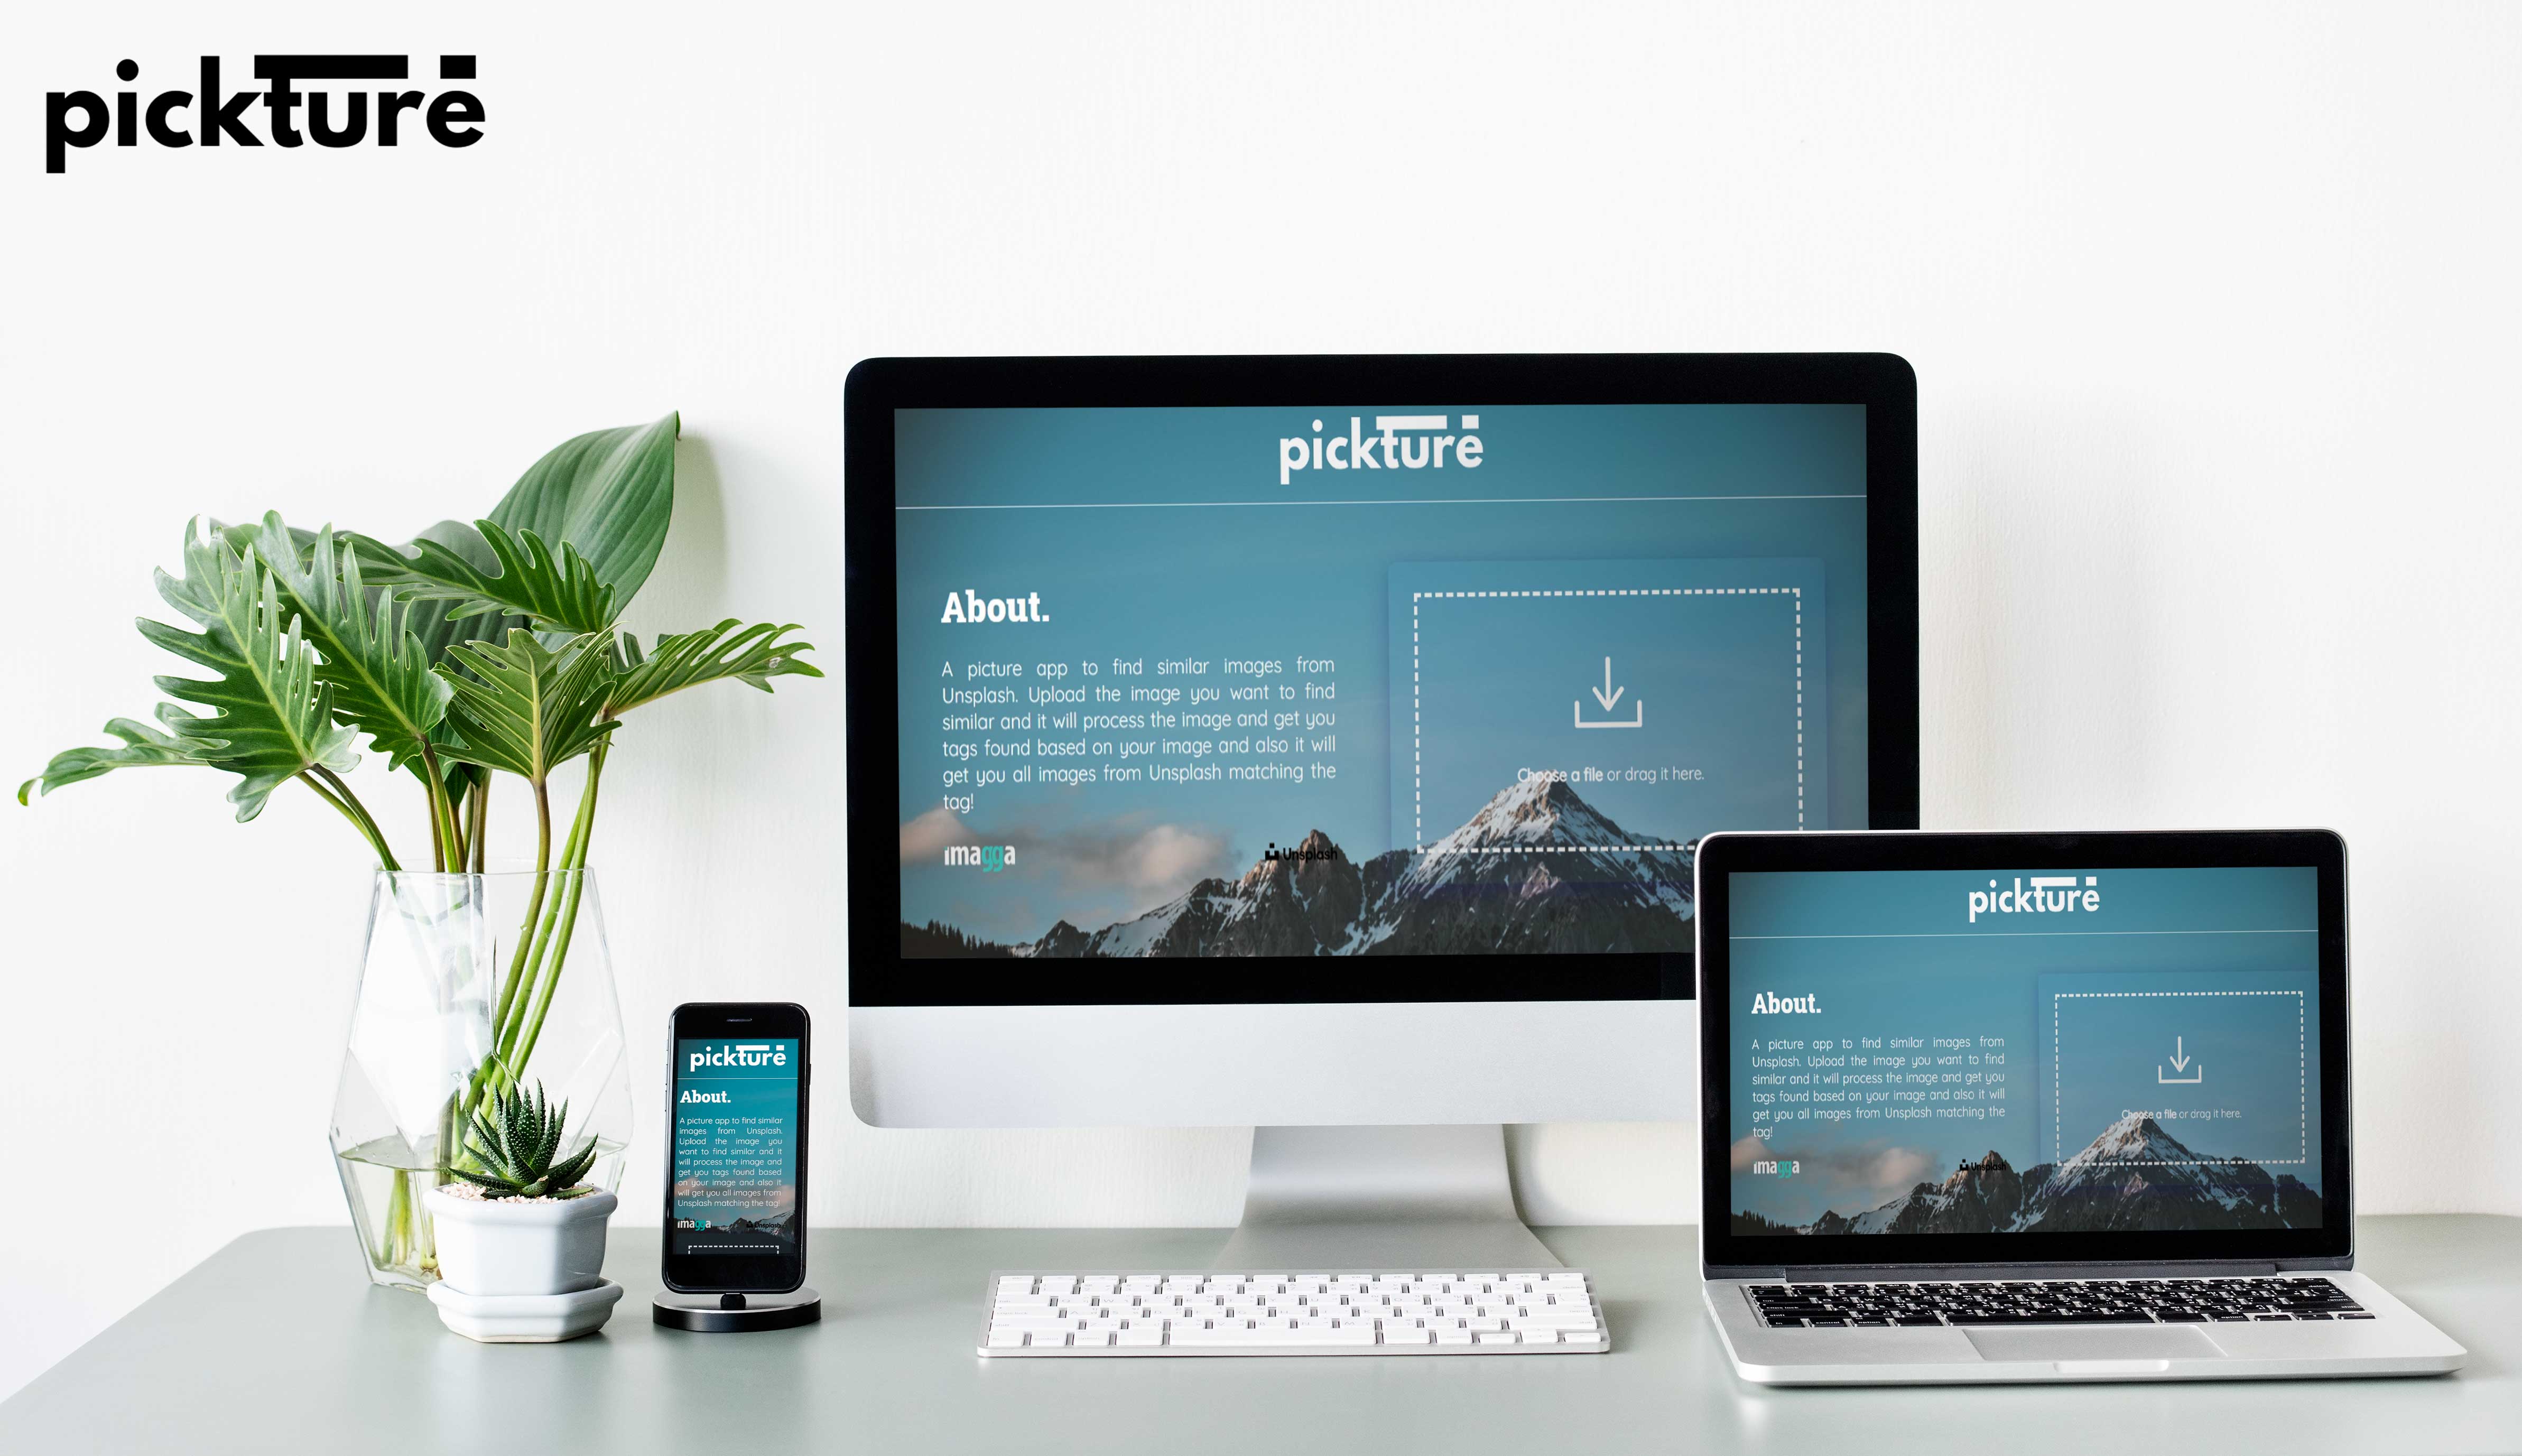 pickture
pickture
About.
A picture app to find similar images from
Unsplash. Upload the image you want to find
similar and it will process the image and get you
tags found based on your image and also it will
get you all images from Unsplash matching the
tag!
imagga
Unsplash
Choose a file or drag it here.
pickture
About.
A picture app to find similar
images from Unsplash.
Upload the image you
want to find similar and it
will process the image and
get you tags found based
on your image and also it
will get you all images from
Unsplash matching the tag!
imagga
Unsplash
pickture
About.
A picture app to find similar images from
Unsplash. Upload the image you want to find
similar and it will process the image and get you
tags found based on your image and also it will
get you all images from Unsplash matching the
tag!
imagga
Unsplash
Choose a file or drag it here.